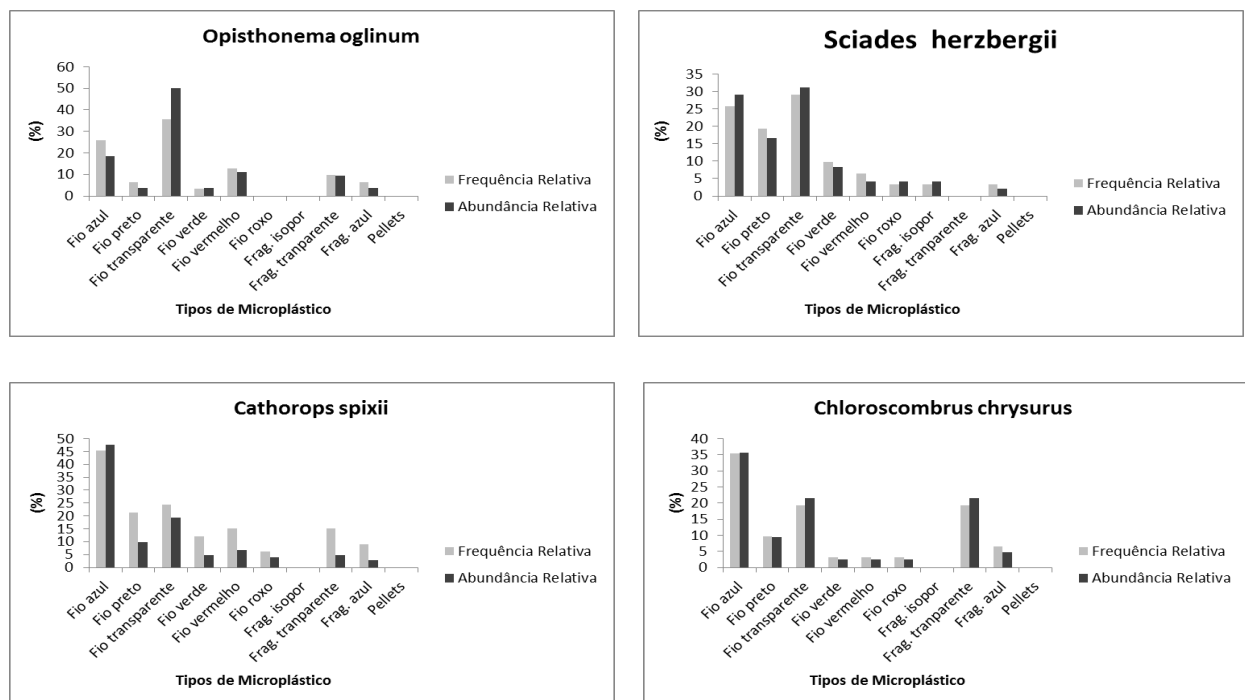 Opisthonema oglinum
60
50
40
30
20
10
0
(%)
Fio azul
Fio preto
Fio transparente
Fio verde
Fio vermelho
Fio roxo
Frag. isopor
Frag. tranparente
Frag. azul
Pellets
Tipos de Microplástico
Frequência Relativa
Abundância Relativa
Sciades herzbergii
35
30
25
20
15
10
5
0
(%)
Fio azul
Fio preto
Fio transparente
Fio verde
Fio vermelho
Fio roxo
Frag. isopor
Frag. tranparente
Frag. azul
Pellets
Tipos de Microplástico
Frequência Relativa
Abundância Relativa
Cathorops spixii
50
45
40
35
30
25
20
15
10
5
0
(%)
Fio azul
Fio preto
Fio transparente
Fio verde
Fio vermelho
Fio roxo
Frag. isopor
Frag. tranparente
Frag. azul
Pellets
Tipos de Microplástico
Frequência Relativa
Abundância Relativa
Chloroscombrus chrysurus
40
35
30
25
20
15
10
5
0
(%)
Fio azul
Fio preto
Fio transparente
Fio verde
Fio vermelho
Fio roxo
Frag. isopor
Frag. tranparente
Frag. azul
Pellets
Tipos de Microplástico
Frequência Relativa
Abundância Relativa